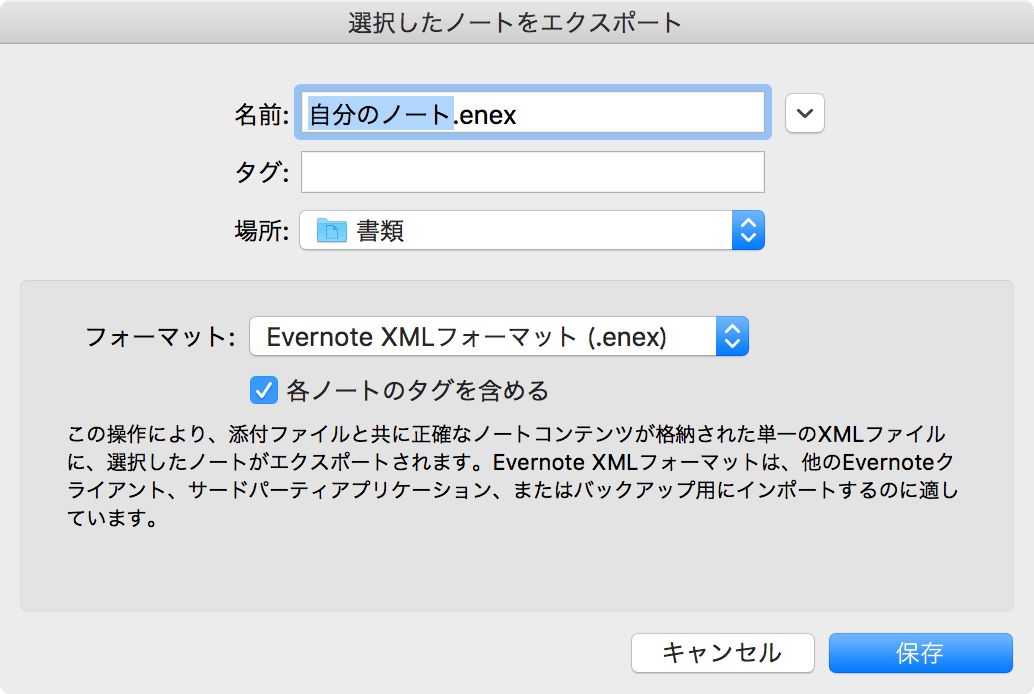 選択したノートをエクスポート
名前: 自分のノート.enex
タグ:
場所: 書類
フォーマット: Evernote XMLフォーマット (.enex)
各ノートのタグを含める
この操作により、添付ファイルと共に正確なノートコンテンツが格納された単一のXMLファイル
に、選択したノートがエクスポートされます。Evernote XMLフォーマットは、他のEvernoteク
ライアント、サードパーティアプリケーション、またはバックアップ用にインポートするのに適し
ています。
キャンセル 保存